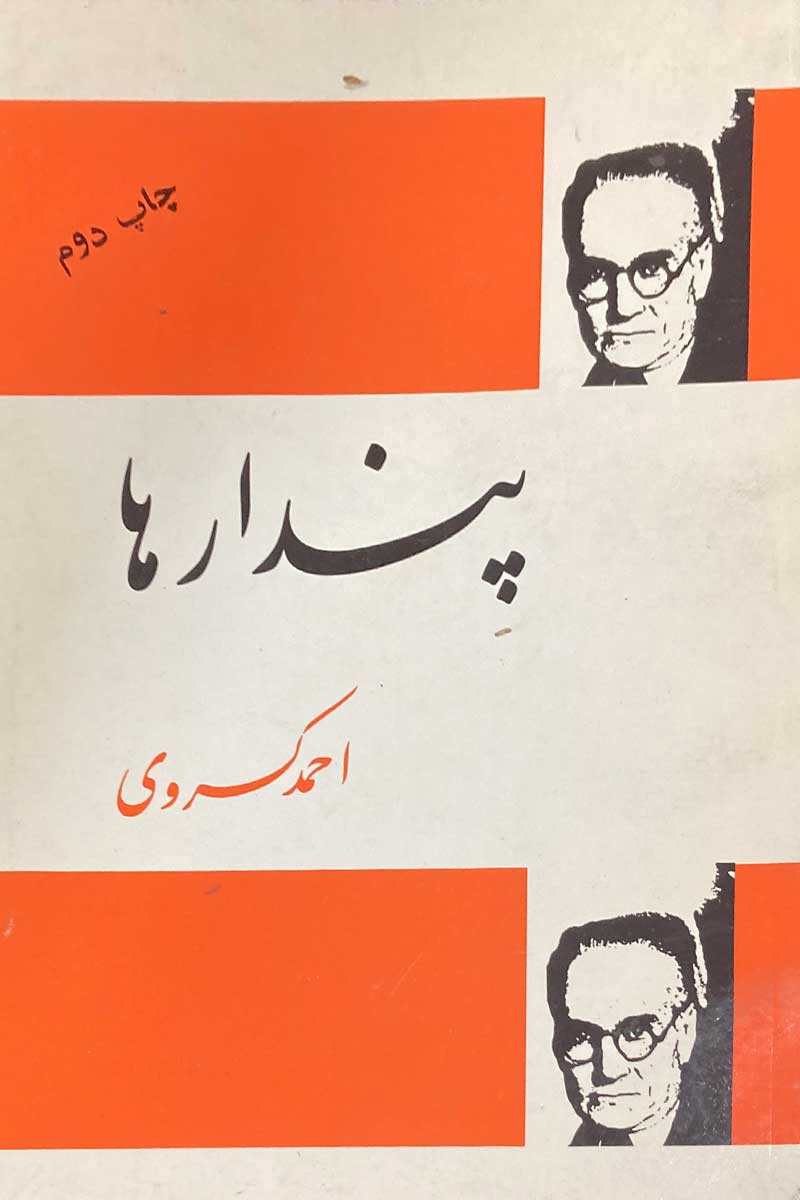 چاپ دوم
پندارها
احمد کسروی